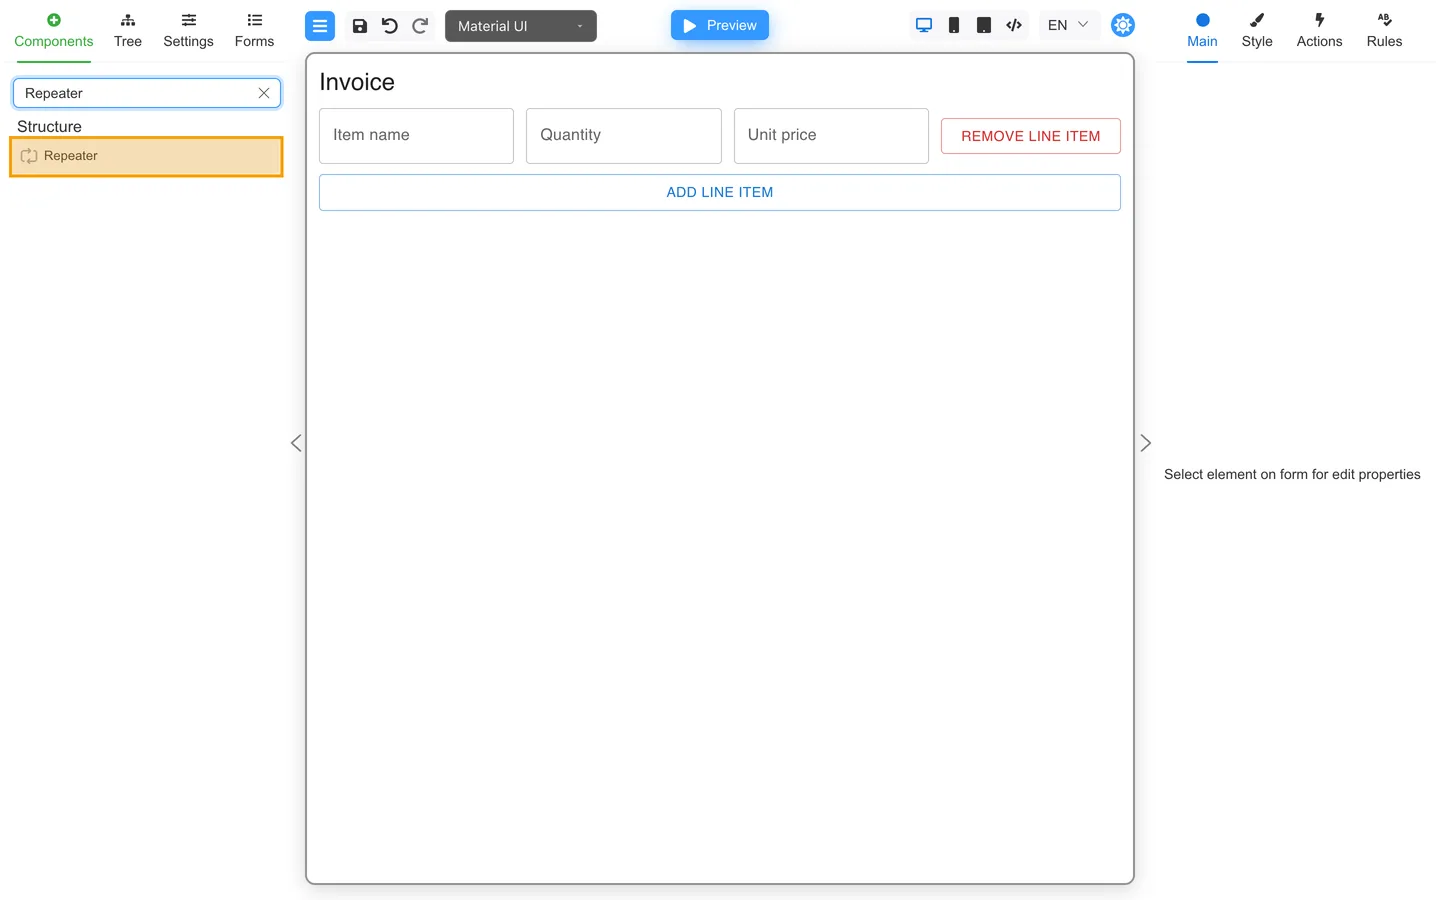 Components Tree Settings Forms
Material UI
Preview
EN
Main Style Actions Rules
Repeater
Structure
Repeater
Invoice
Item name Quantity Unit price REMOVE LINE ITEM
ADD LINE ITEM
Select element on form for edit properties